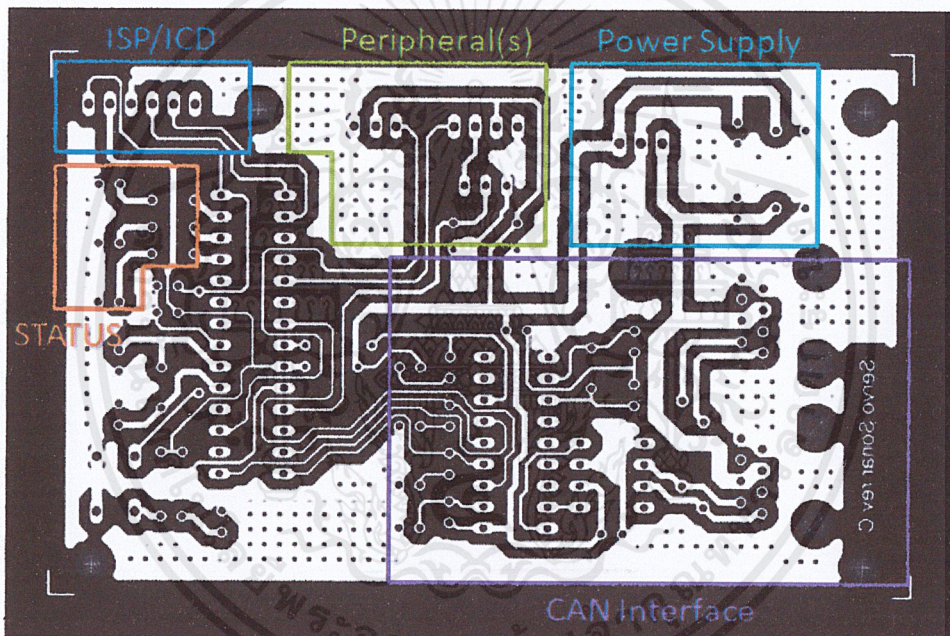 ISP/ICD
Peripheral(s)
Power Supply
STATUS
Servo Sonar rev C
CAN Interface